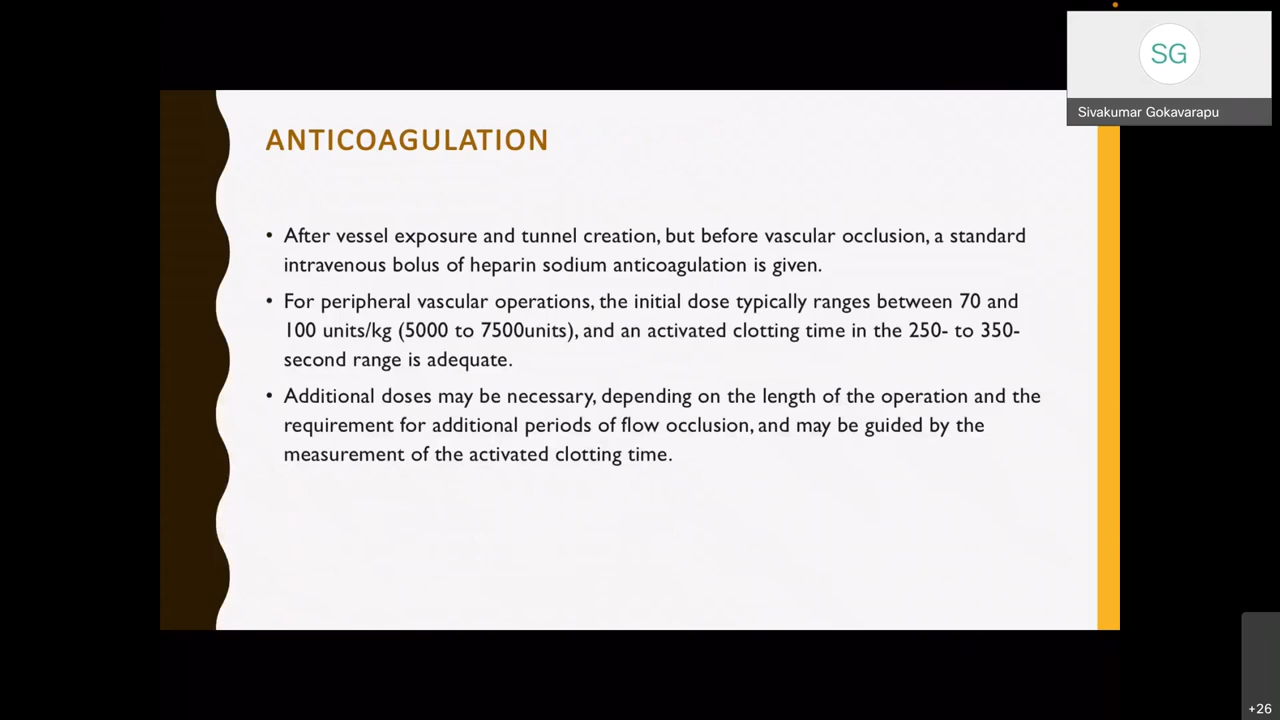 SG
Sivakumar Gokavarapu
ANTICOAGULATION
• After vessel exposure and tunnel creation, but before vascular occlusion, a standard
intravenous bolus of heparin sodium anticoagulation is given.
• For peripheral vascular operations, the initial dose typically ranges between 70 and
100 units/kg (5000 to 7500units), and an activated clotting time in the 250- to 350-
second range is adequate.
• Additional doses may be necessary, depending on the length of the operation and the
requirement for additional periods of flow occlusion, and may be guided by the
measurement of the activated clotting time.
+26